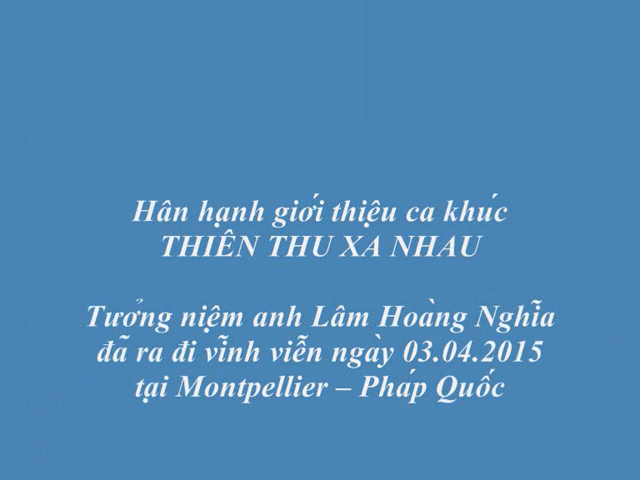 Hân hạnh giới thiệu ca khúc
THIÊN THU XA NHAU
Tưởng niệm anh Lâm Hoàng Nghĩa
đã ra đi vĩnh viễn ngày 03.04.2015
tại Montpellier – Pháp Quốc